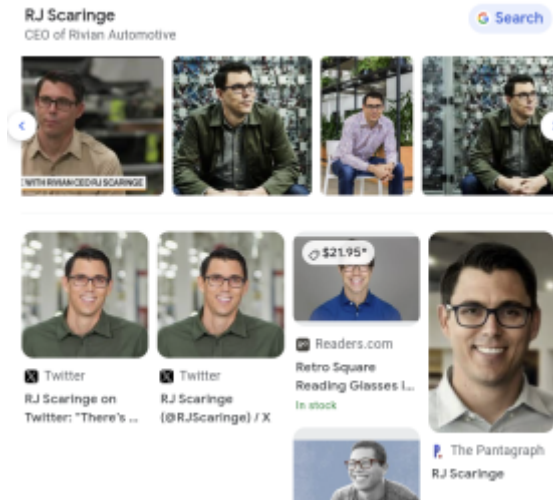 RJ Scaringe
Search
CEO of Rivian Automotive
E WITH RIVIAN CEO RJ SCARINGE
$21.95*
Twitter
RJ Scaringe on
Twitter: "There's ...
Twitter
RJ Scaringe
(@RJScaringe) / X
Readers.com
Retro Square
Reading Glasses |...
In stock
The Pantagraph
RJ Scaringe